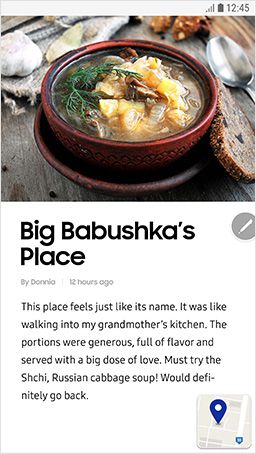 12:45
Big Babushka's
Place
By Donnia | 12 hours ago
This place feels just like its name. It was like
walking into my grandmother's kitchen. The
portions were generous, full of flavor and
served with a big dose of love. Must try the
Shchi, Russian cabbage soup! Would defi-
nitely go back.